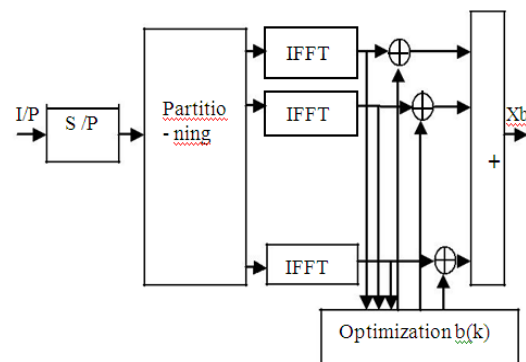 I/P
S /P
Partitio
- ning
IFFT
IFFT
IFFT
+
Xb
Optimization b(k)